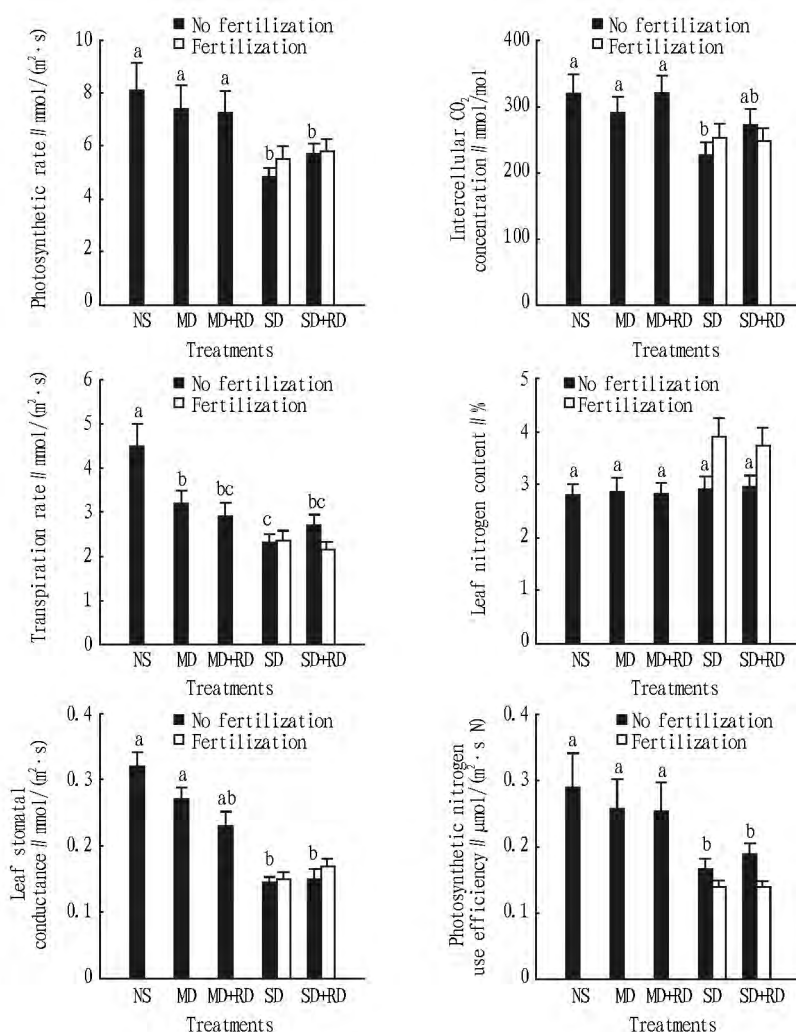 No fertilization
Fertilization
Photosynthetic rate // mmol/(m²·s)
10
8
6
4
2
0
a
a
a
b
b
NS MD MD+RD SD SD+RD
Treatments
No fertilization
Fertilization
Intercellular CO₂
concentration // mmol/mol
400
300
200
100
0
a
a
a
b
ab
NS MD MD+RD SD SD+RD
Treatments
No fertilization
Fertilization
Transpiration rate // mmol/(m²·s)
6
5
4
3
2
1
0
a
b
bc
c
bc
NS MD MD+RD SD SD+RD
Treatments
No fertilization
Fertilization
Leaf nitrogen content // %
5
4
3
2
1
0
a
a
a
a
a
NS MD MD+RD SD SD+RD
Treatments
No fertilization
Fertilization
Leaf stomatal
conductance // mmol/(m²·s)
0.4
0.3
0.2
0.1
0
a
a
ab
b
b
NS MD MD+RD SD SD+RD
Treatments
No fertilization
Fertilization
Photosynthetic nitrogen
use efficiency // μmol/(m²·s N)
0.4
0.3
0.2
0.1
0
a
a
a
b
b
NS MD MD+RD SD SD+RD
Treatments